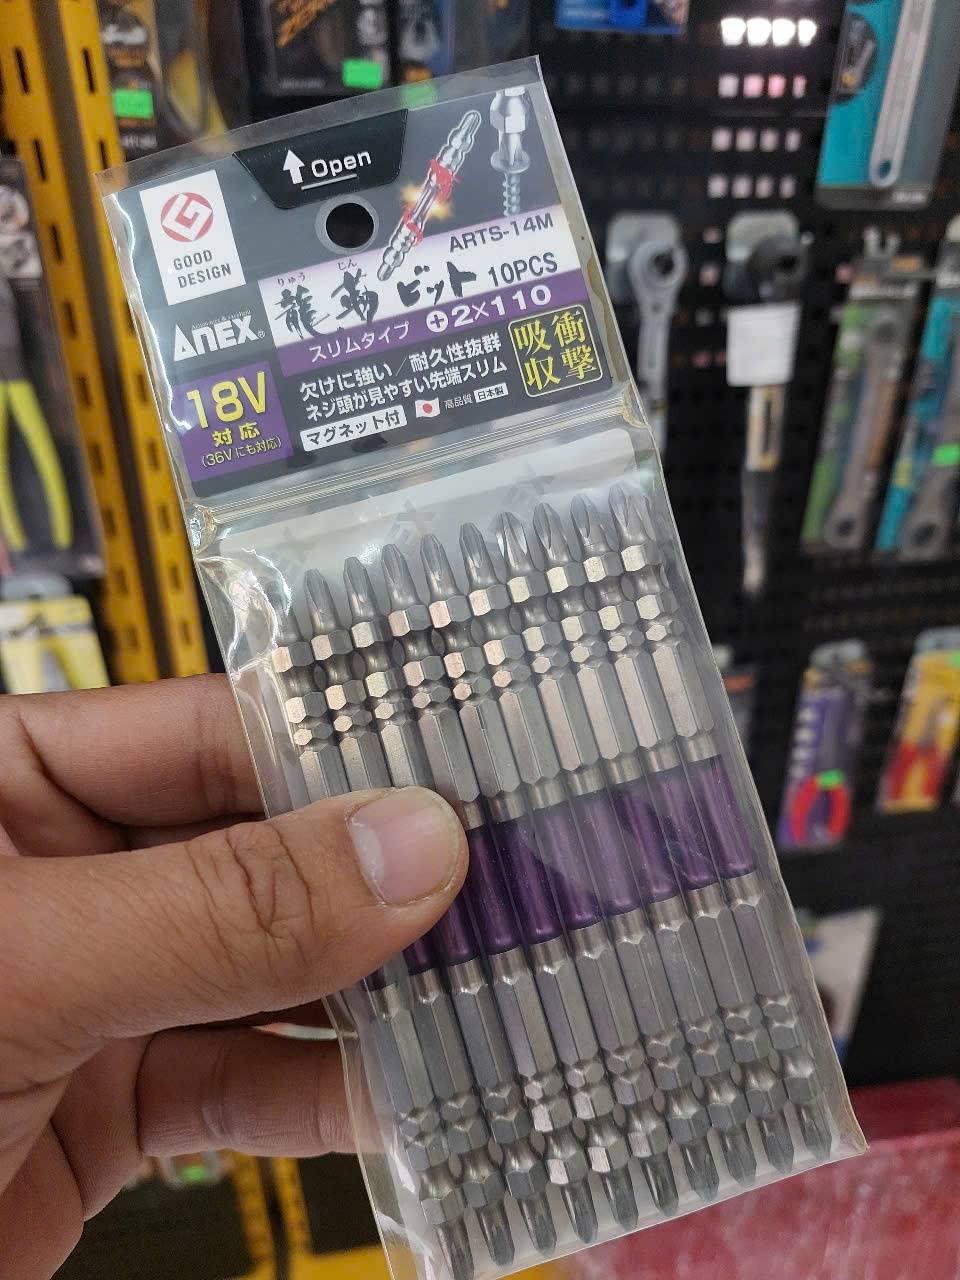 Open
GOOD
DESIGN
ARTS-14M
りゅう じん
龍靭ビット 10PCS
ANEX®
スリムタイプ ⊕2×110
18V
対応
(36Vにも対応)
欠けに強い/耐久性抜群
ネジ頭が見やすい先端スリム
マグネット付 高品質 日本製
衝撃
吸収